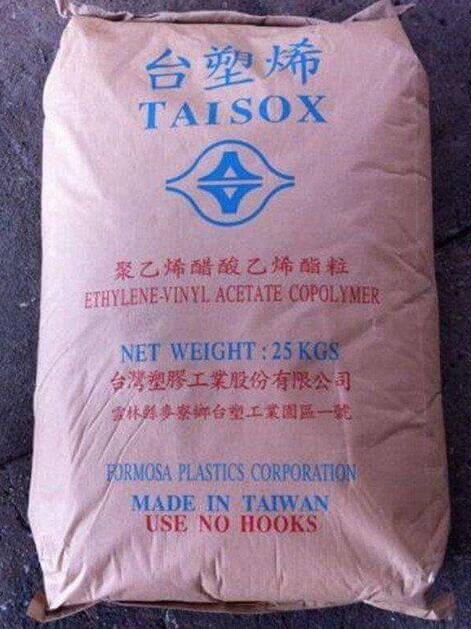 台塑烯
TAISOX
聚乙烯醋酸乙烯酯粒
ETHYLENE-VINYL ACETATE COPOLYMER
NET WEIGHT : 25 KGS
台灣塑膠工業股份有限公司
雲林縣麥寮鄉台塑工業園區一號
FORMOSA PLASTICS CORPORATION
MADE IN TAIWAN
USE NO HOOKS